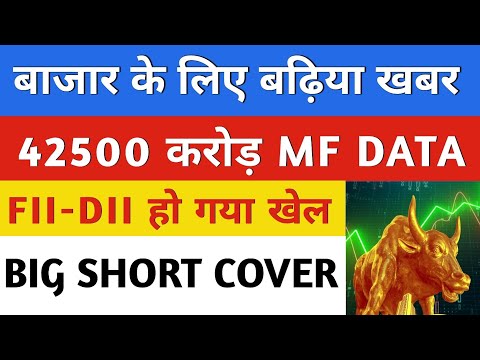 बाजार के लिए बढ़िया खबर
42500 करोड़ MF DATA
FII-DII हो गया खेल
BIG SHORT COVER